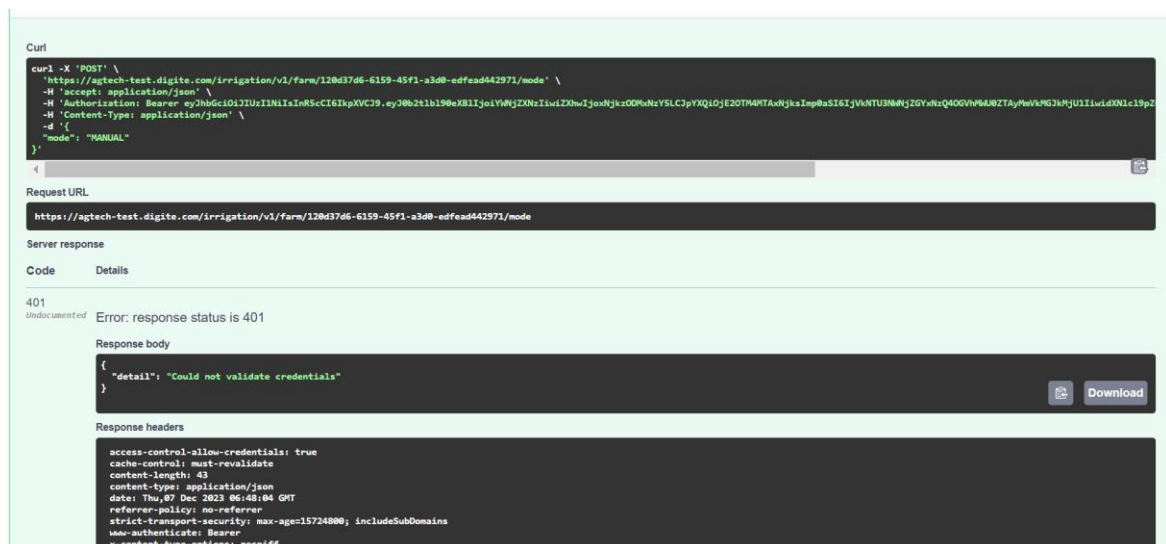 Curl
curl -X 'POST' \
'https://agtech-test.digite.com/irrigation/v1/farm/120d37d6-6159-45f1-a3d0-edfead442971/mode' \
-H 'accept: application/json' \
-H 'Authorization: Bearer
-H 'Content-Type: application/json' \
-d '{
"mode": "MANUAL"
}'
Request URL
https://agtech-test.digite.com/irrigation/v1/farm/120d37d6-6159-45f1-a3d0-edfead442971/mode
Server response
Code Details
401
Undocumented Error: response status is 401
Response body
{
"detail": "Could not validate credentials"
}
Download
Response headers
access-control-allow-credentials: true
cache-control: must-revalidate
content-length: 43
content-type: application/json
date: Thu,07 Dec 2023 06:48:04 GMT
referrer-policy: no-referrer
strict-transport-security: max-age=15724800; includeSubDomains
www-authenticate: Bearer